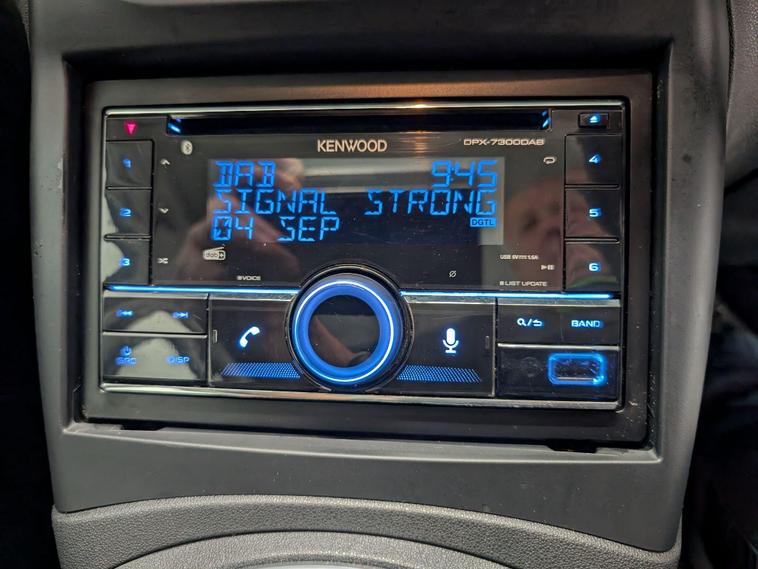 KENWOOD DPX-7300DAB
DAB 945
SIGNAL STRONG
04 SEP DGTL
1
2
3
4
5
6
dab
VOICE
USB 5V 1.5A
LIST UPDATE
SRC
DISP
BAND